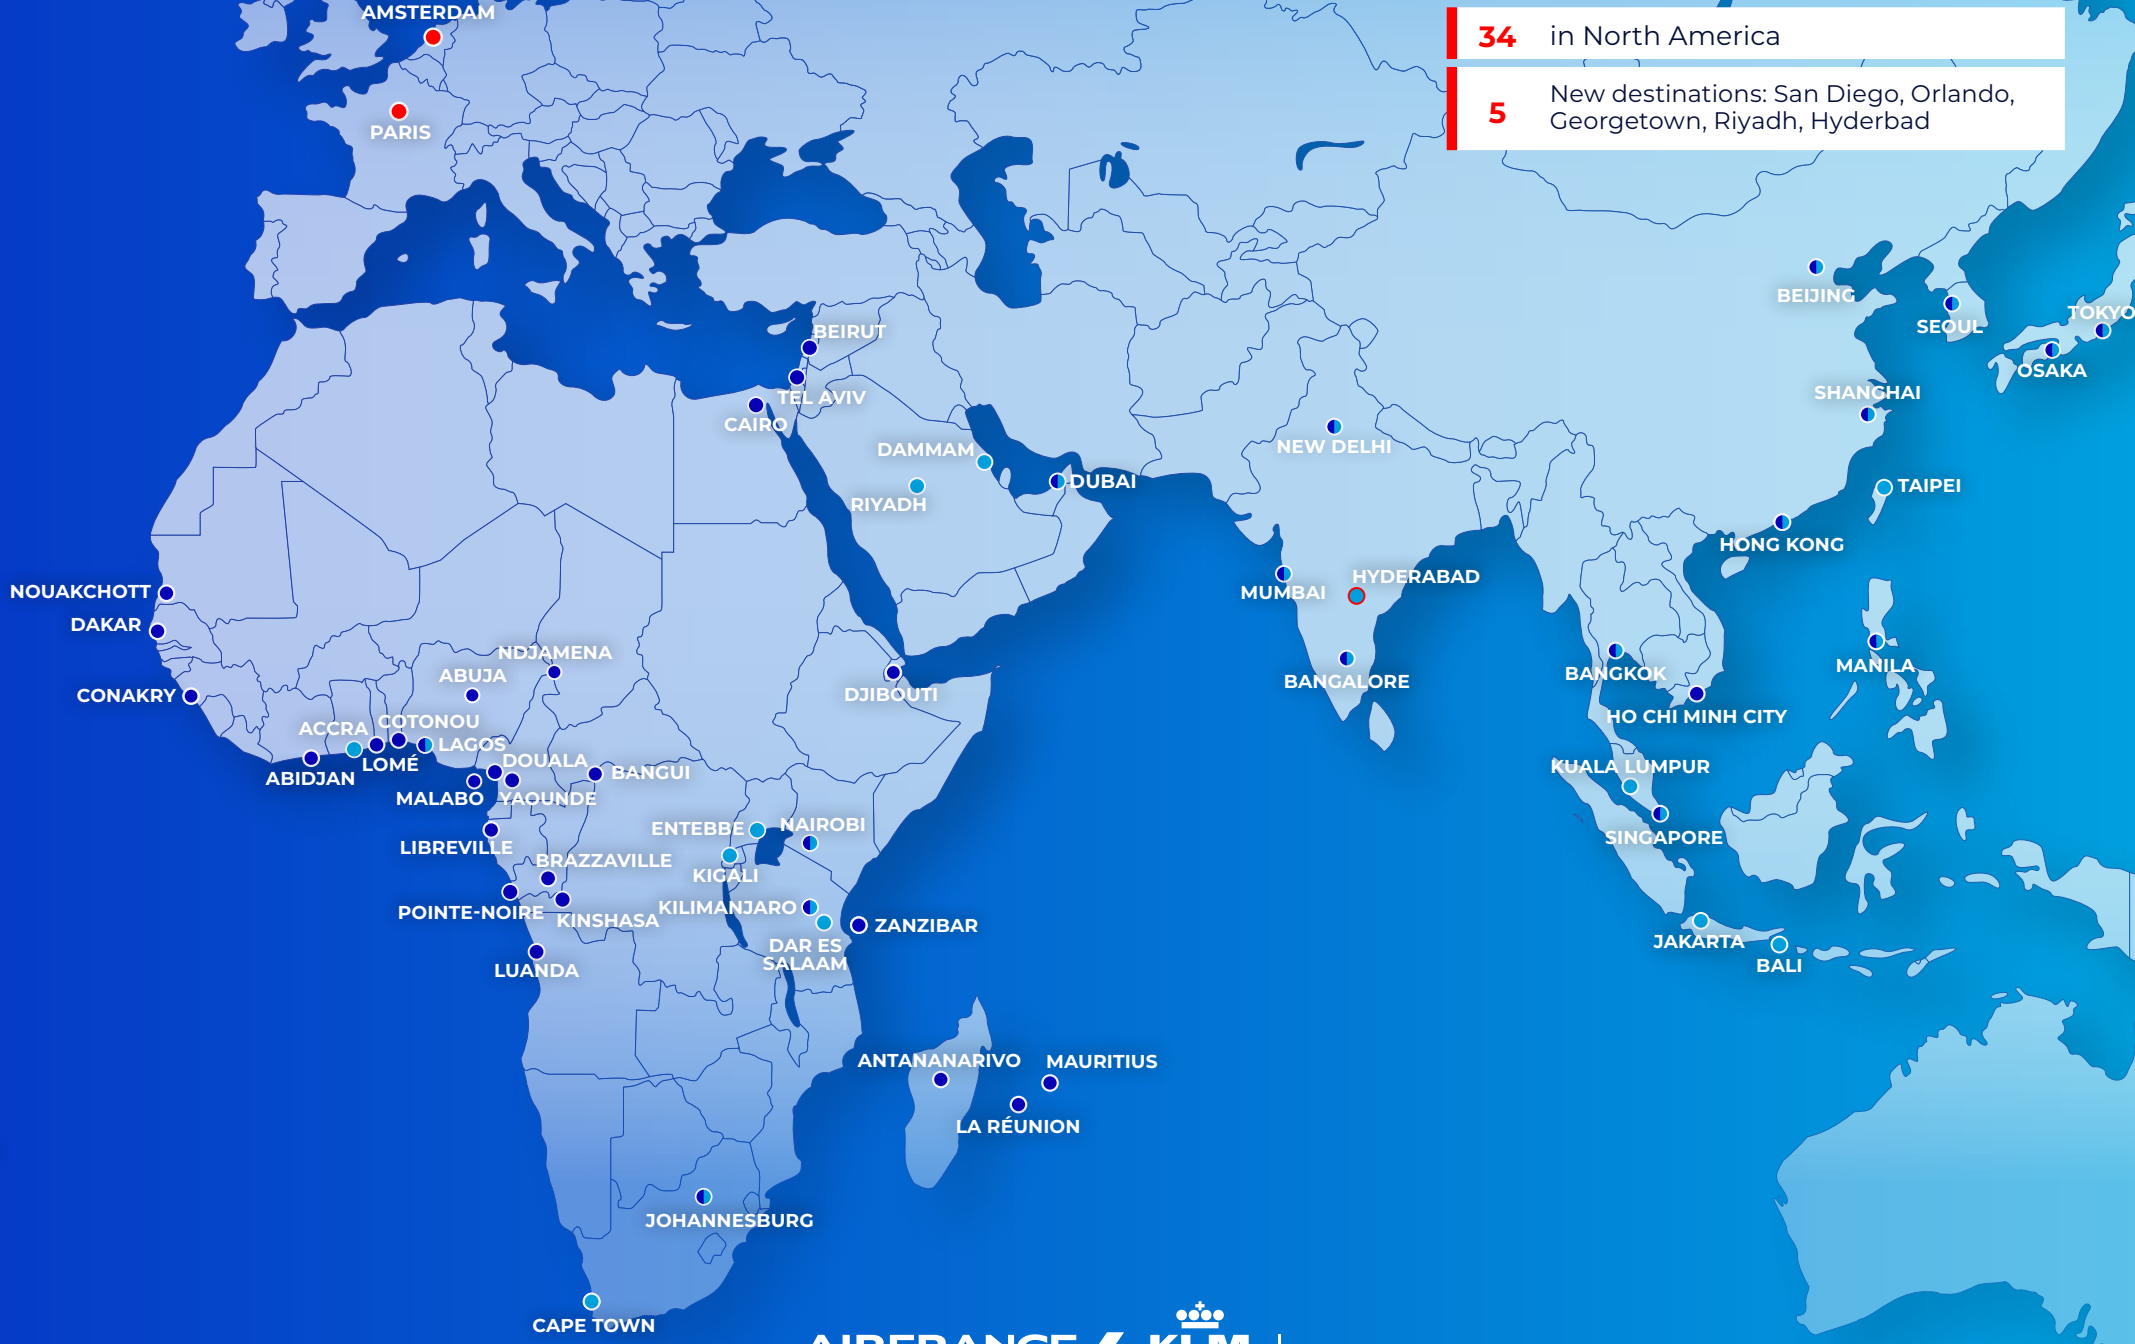 AMSTERDAM
PARIS
34 in North America
5 New destinations: San Diego, Orlando,
Georgetown, Riyadh, Hyderbad
BEIJING
SEOUL
TOKYO
OSAKA
SHANGHAI
BEIRUT
TEL AVIV
CAIRO
NEW DELHI
DAMMAM
DUBAI
RIYADH
TAIPEI
HONG KONG
NOUAKCHOTT
MUMBAI
HYDERABAD
DAKAR
NDJAMENA
ABUJA
BANGKOK
MANILA
BANGALORE
CONAKRY
DJIBOUTI
HO CHI MINH CITY
ACCRA
COTONOU
LAGOS
LOMÉ
ABIDJAN
DOUALA
BANGUI
KUALA LUMPUR
MALABO
YAOUNDE
ENTEBBE
NAIROBI
SINGAPORE
LIBREVILLE
BRAZZAVILLE
KIGALI
POINTE-NOIRE
KINSHASA
KILIMANJARO
ZANZIBAR
DAR ES
SALAAM
JAKARTA
BALI
LUANDA
ANTANANARIVO
MAURITIUS
LA RÉUNION
JOHANNESBURG
CAPE TOWN
AIRFRANCE KLM